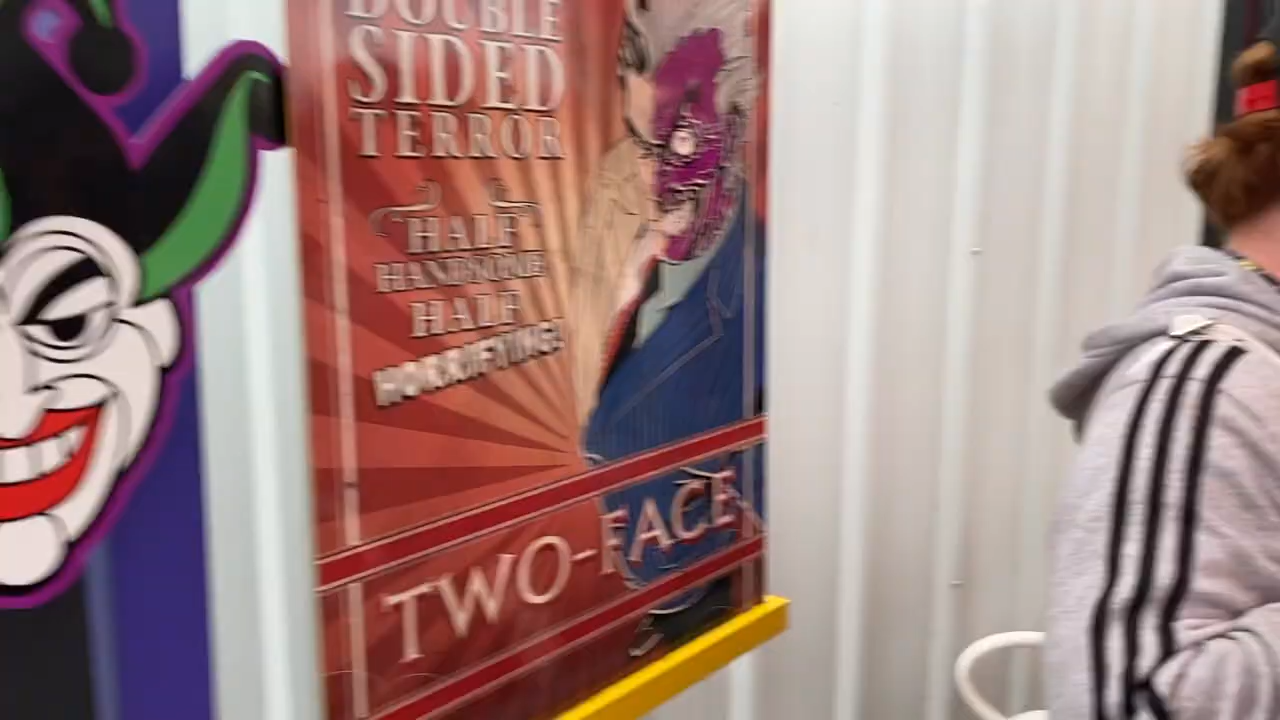 DOUBLE
SIDED
TERROR
HALF
HANDSOME
HALF
HORRIFYING!
TWO-FACE